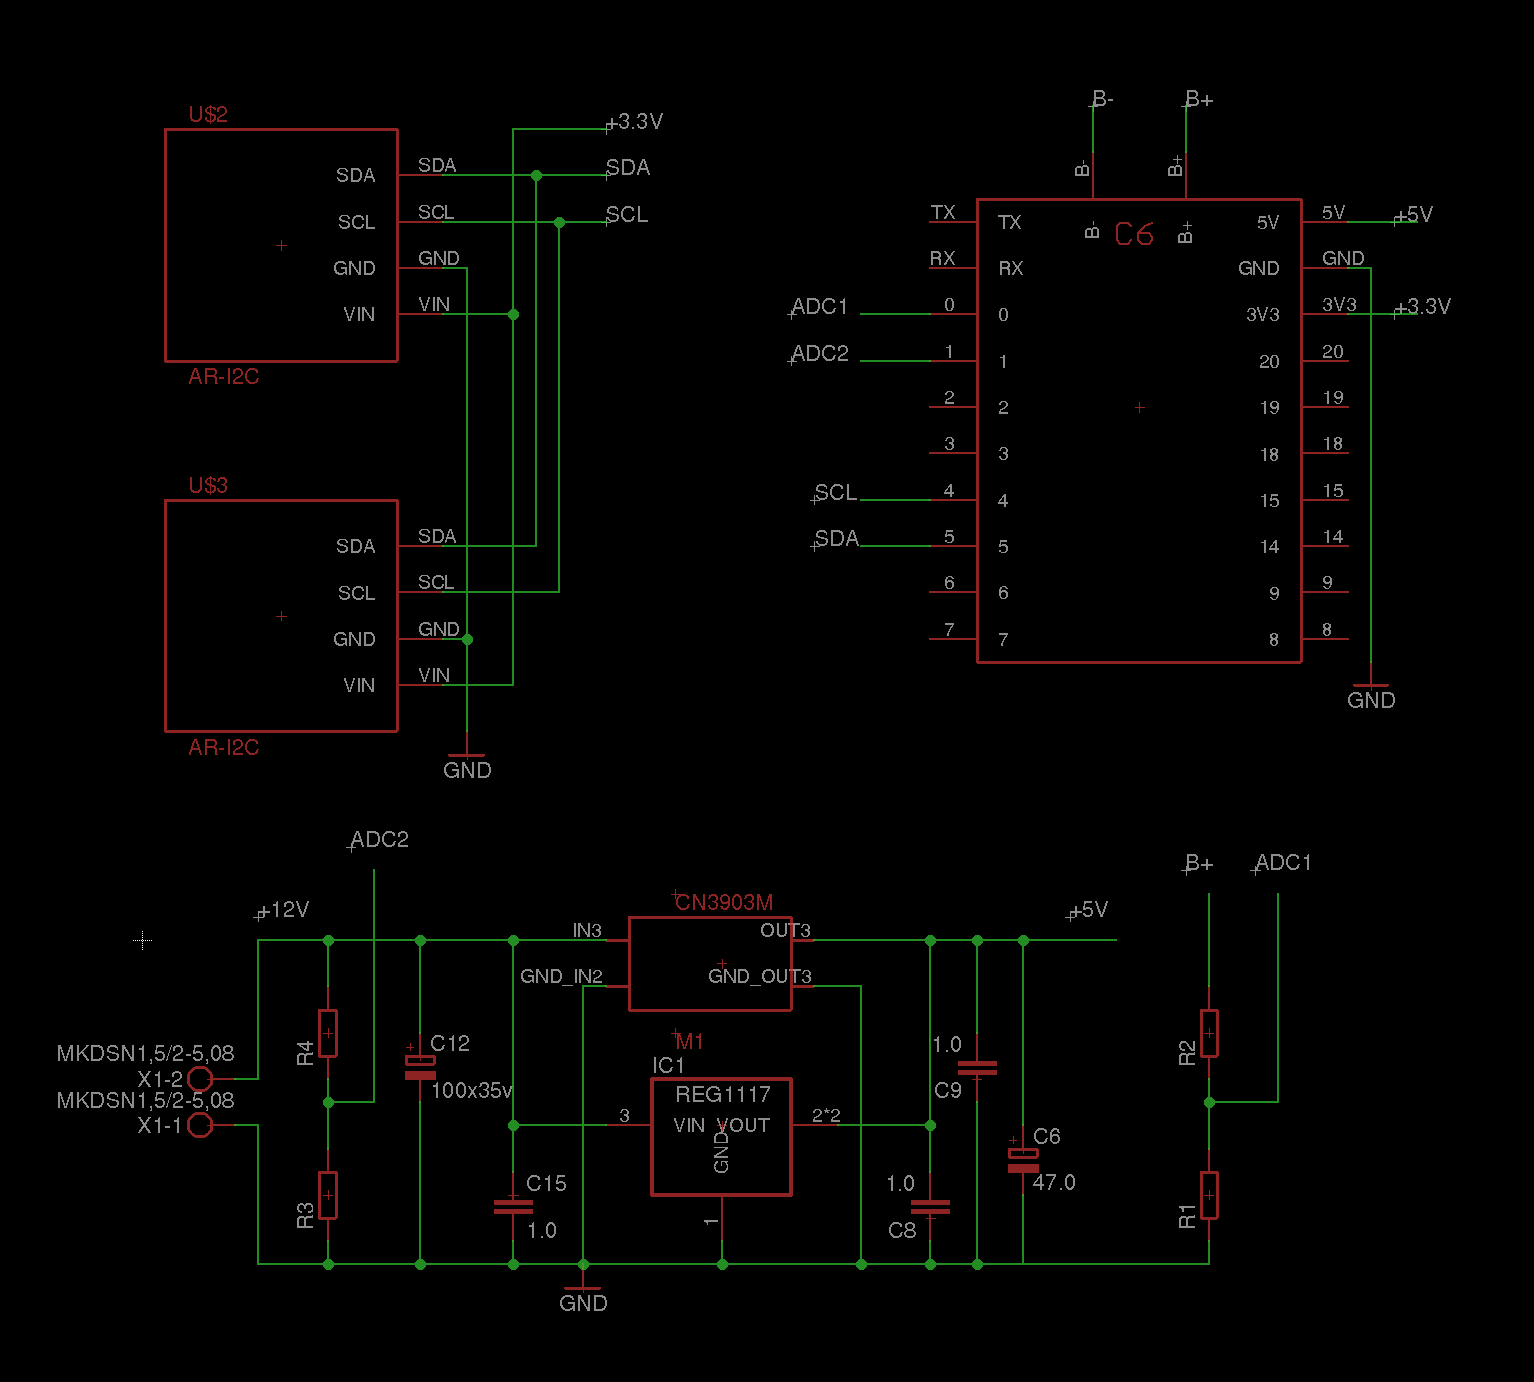 U$2
SDA SDA
SCL SCL
GND GND
VIN VIN
AR-I2C
+3.3V
SDA
SCL
U$3
SDA SDA
SCL SCL
GND GND
VIN VIN
AR-I2C
GND
B- B+
B- B+
B- C6 B+
TX TX 5V 5V +5V
RX RX GND GND
ADC1 0 0 3V3 3V3 +3.3V
ADC2 1 1 20 20
2 2 19 19
3 3 18 18
SCL 4 4 15 15
SDA 5 5 14 14
6 6 9 9
7 7 8 8
GND
ADC2
+12V
CN3903M
IN3 OUT3
GND_IN2 GND_OUT3
M1
+5V
B+ ADC1
MKDSN1,5/2-5,08
X1-2
MKDSN1,5/2-5,08
X1-1
R4
R3
C12
100x35v
IC1
REG1117
3 VIN VOUT 2*2
GND
1
C15
1.0
1.0
C9
1.0
C8
C6
47.0
R2
R1
GND